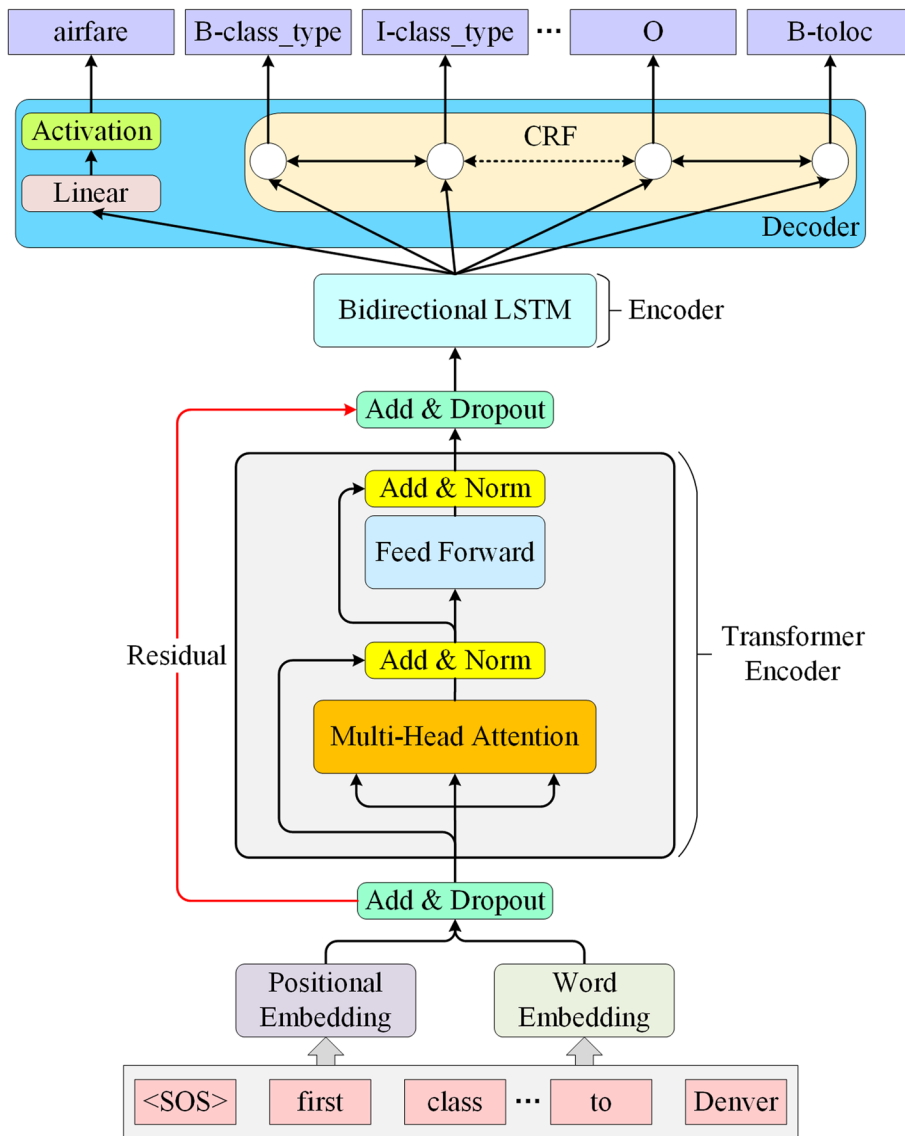 airfare B-class_type I-class_type ... O B-toloc
Activation
CRF
Linear
Decoder
Bidirectional LSTM
Encoder
Add & Dropout
Add & Norm
Feed Forward
Residual
Add & Norm
Transformer
Encoder
Multi-Head Attention
Add & Dropout
Positional
Embedding
Word
Embedding
<SOS> first class ... to Denver